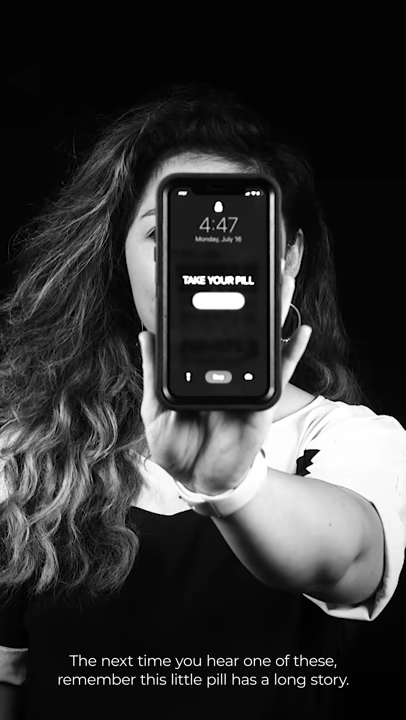 4:47
Monday, July 16
TAKE YOUR PILL
Stop
The next time you hear one of these,
remember this little pill has a long story.